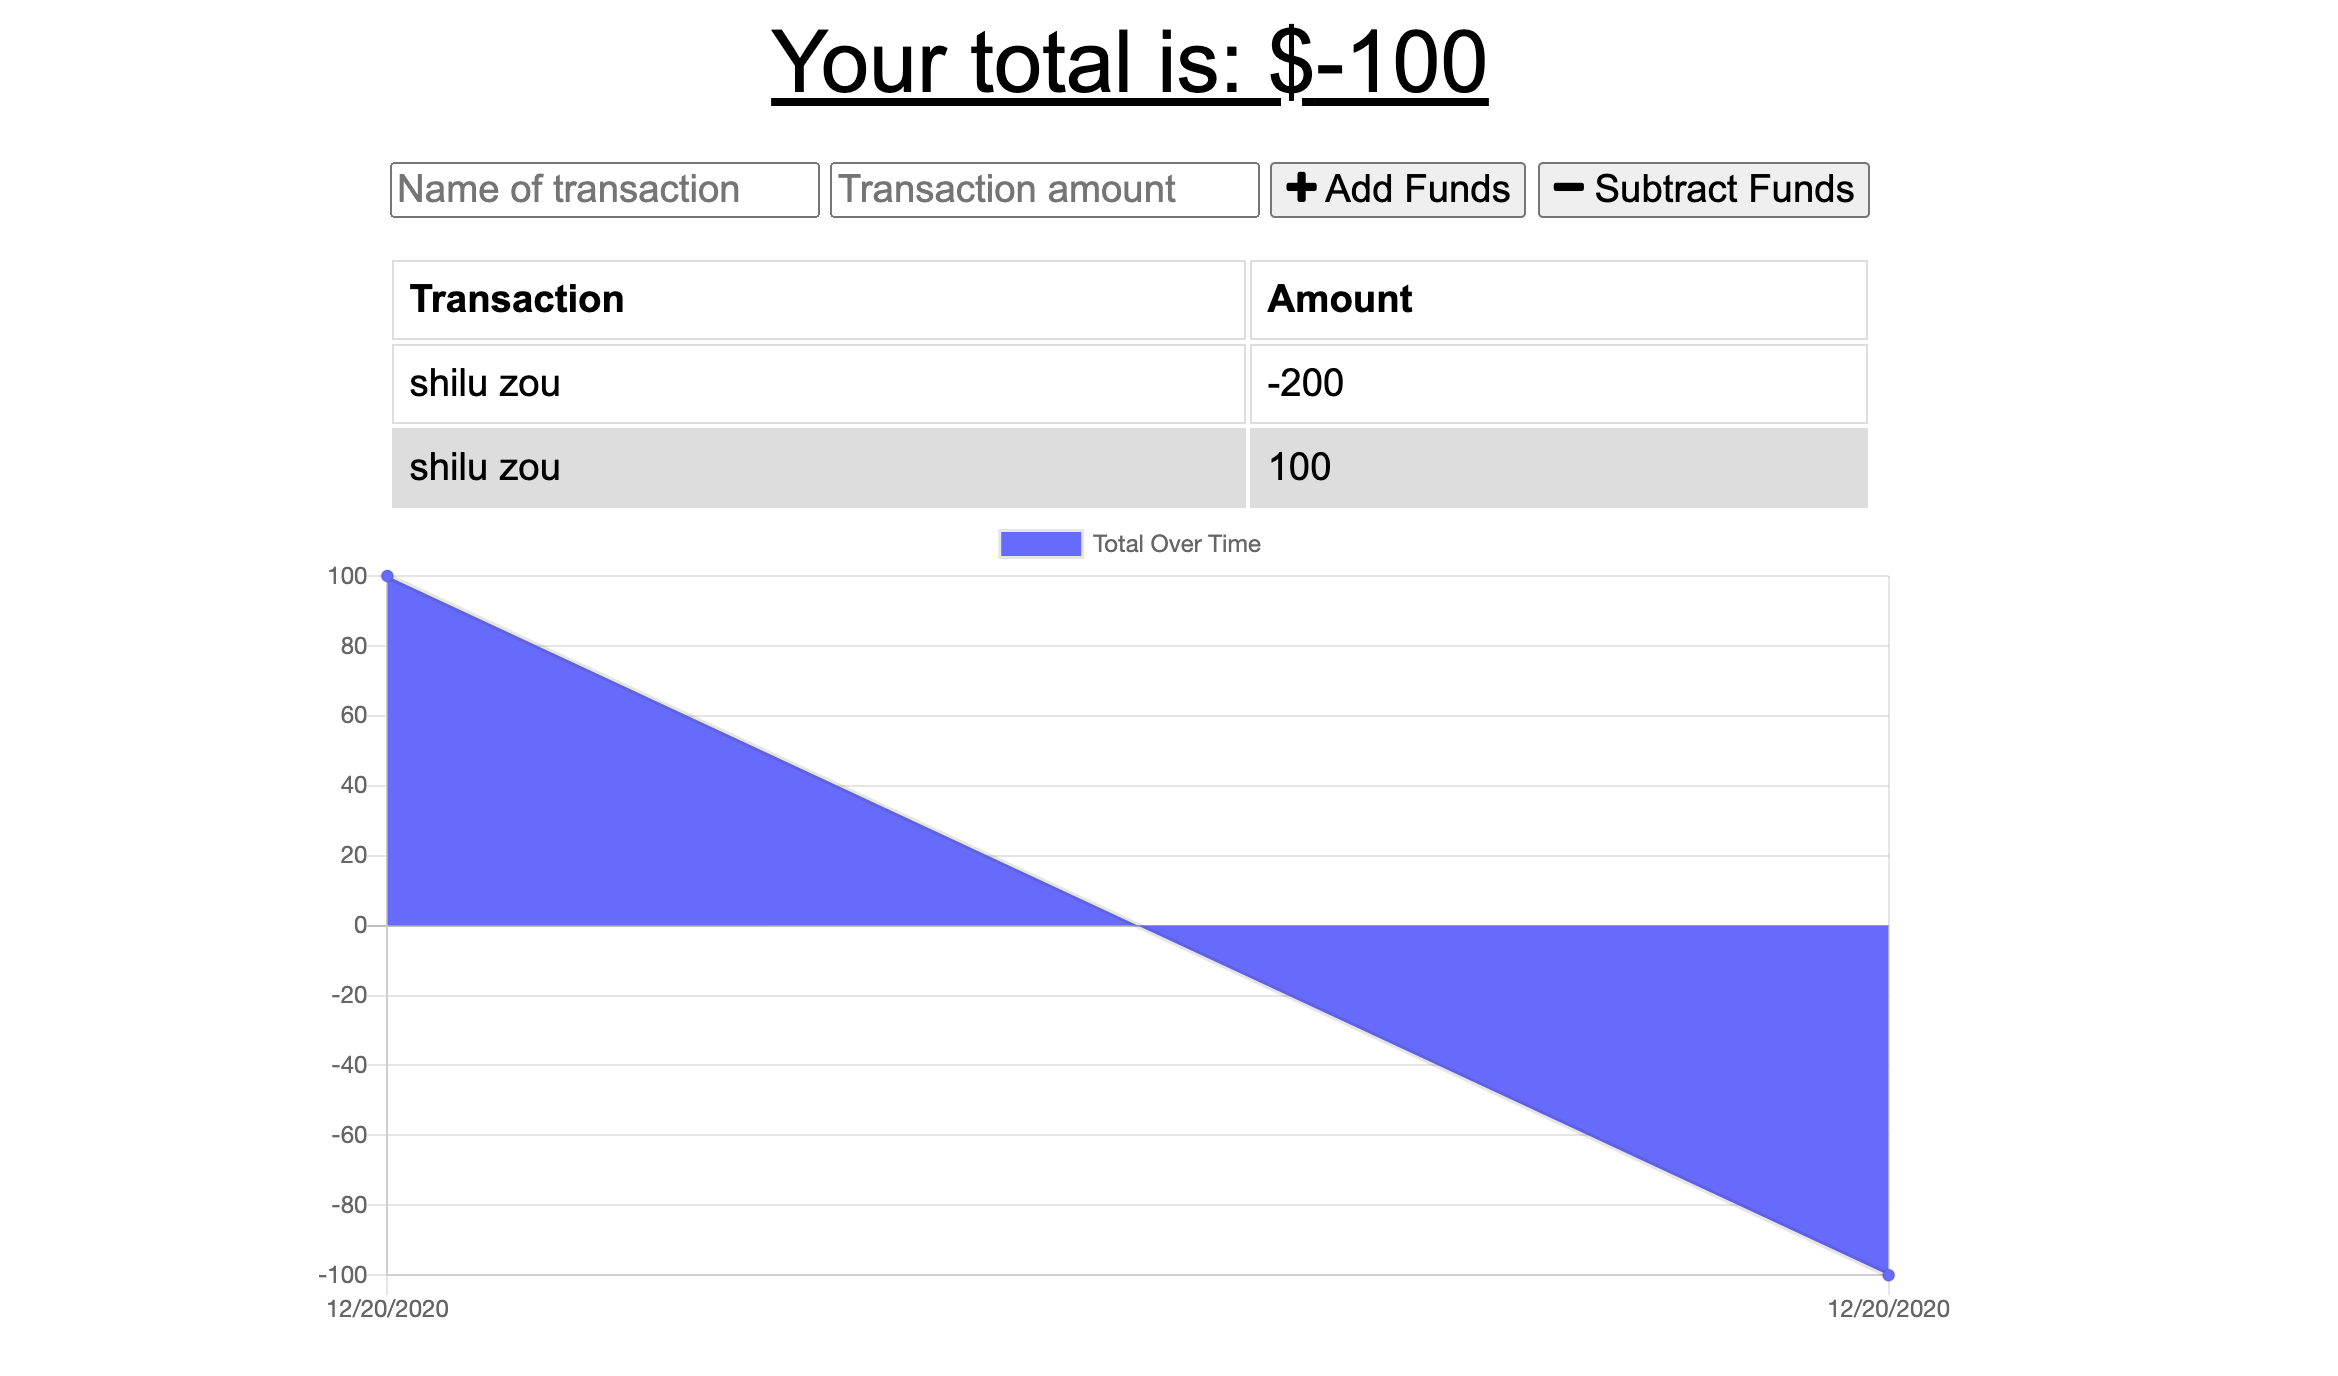 Your total is: $-100
Name of transaction Transaction amount Add Funds Subtract Funds
Transaction Amount
shilu zou -200
shilu zou 100
Total Over Time
100
80
60
40
20
0
-20
-40
-60
-80
-100
12/20/2020 12/20/2020